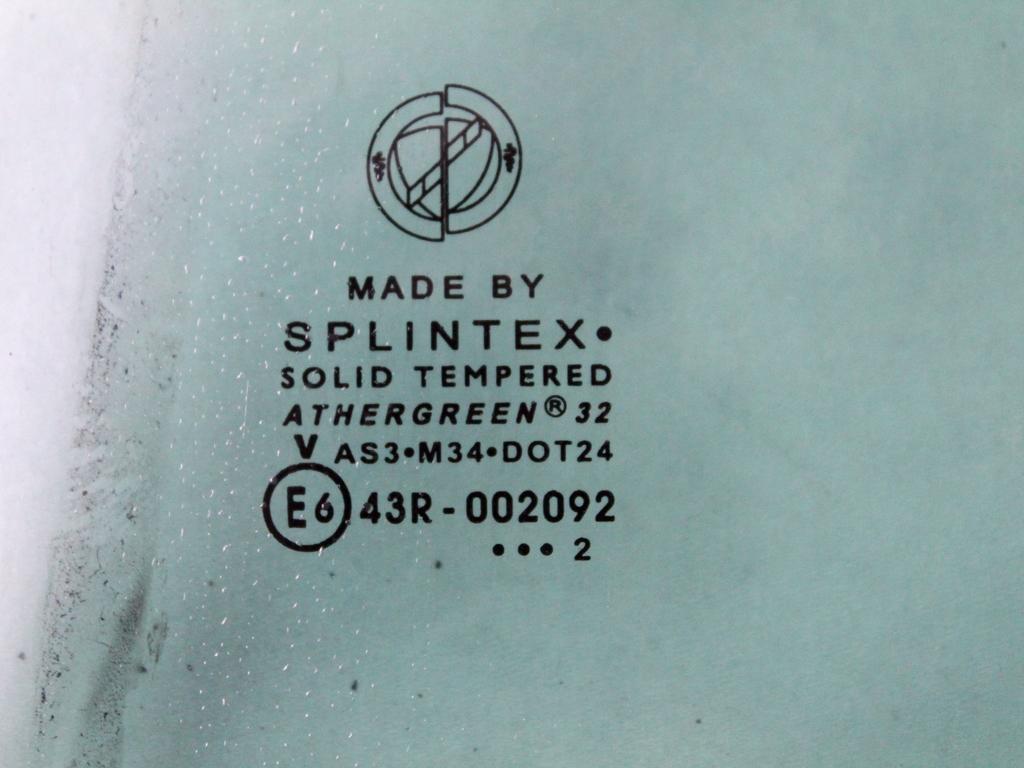 MADE BY
SPLINTEX•
SOLID TEMPERED
ATHERGREEN® 32
V AS3•M34•DOT24
E6 43R-002092
••• 2